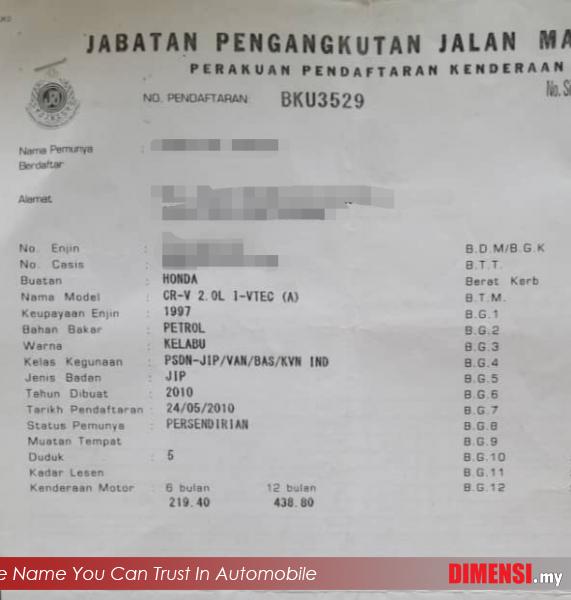 JABATAN PENGANGKUTAN JALAN MA
PERAKUAN PENDAFTARAN KENDERAAN
No. Si
NO. PENDAFTARAN: BKU3529
Nama Pemunya :
Berdaftar
Alamat :
No. Enjin : B.D.M/B.G.K
No. Casis : B.T.T.
Buatan : HONDA Berat Kerb
Nama Model : CR-V 2.0L I-VTEC (A) B.T.M.
Keupayaan Enjin : 1997 B.G.1
Bahan Bakar : PETROL B.G.2
Warna : KELABU B.G.3
Kelas Kegunaan : PSDN-JIP/VAN/BAS/KVN IND B.G.4
Jenis Badan : JIP B.G.5
Tahun Dibuat : 2010 B.G.6
Tarikh Pendaftaran : 24/05/2010 B.G.7
Status Pemunya : PERSENDIRIAN B.G.8
Muatan Tempat B.G.9
Duduk : 5 B.G.10
Kadar Lesen B.G.11
Kenderaan Motor : 6 bulan 12 bulan B.G.12
219.40 438.80
e Name You Can Trust In Automobile
DIMENSI.my